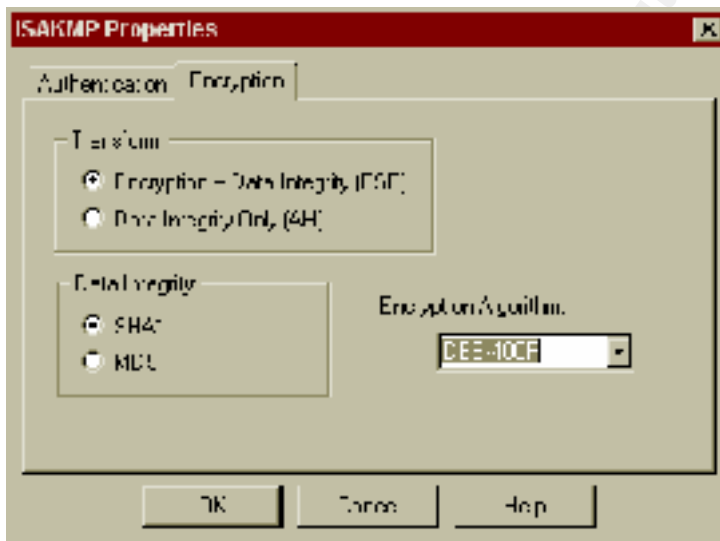 ISAKMP Properties
Authentication Encryption
Transform
Encryption + Data Integrity (ESP)
Data Integrity Only (AH)
Data Integrity
SHA1
MD5
Encryption Algorithm:
DES-40CP
OK Cancel Help